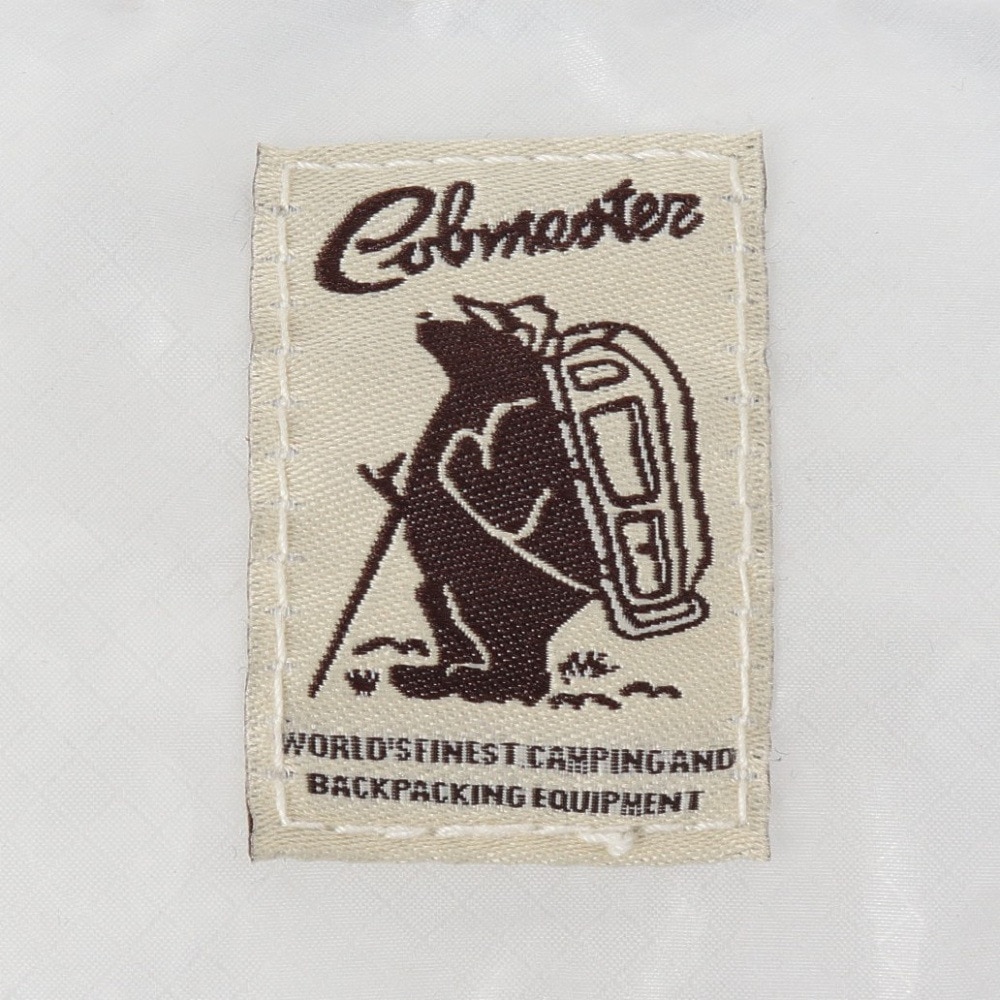 Cobmaster
WORLD'S FINEST CAMPING AND
BACKPACKING EQUIPMENT